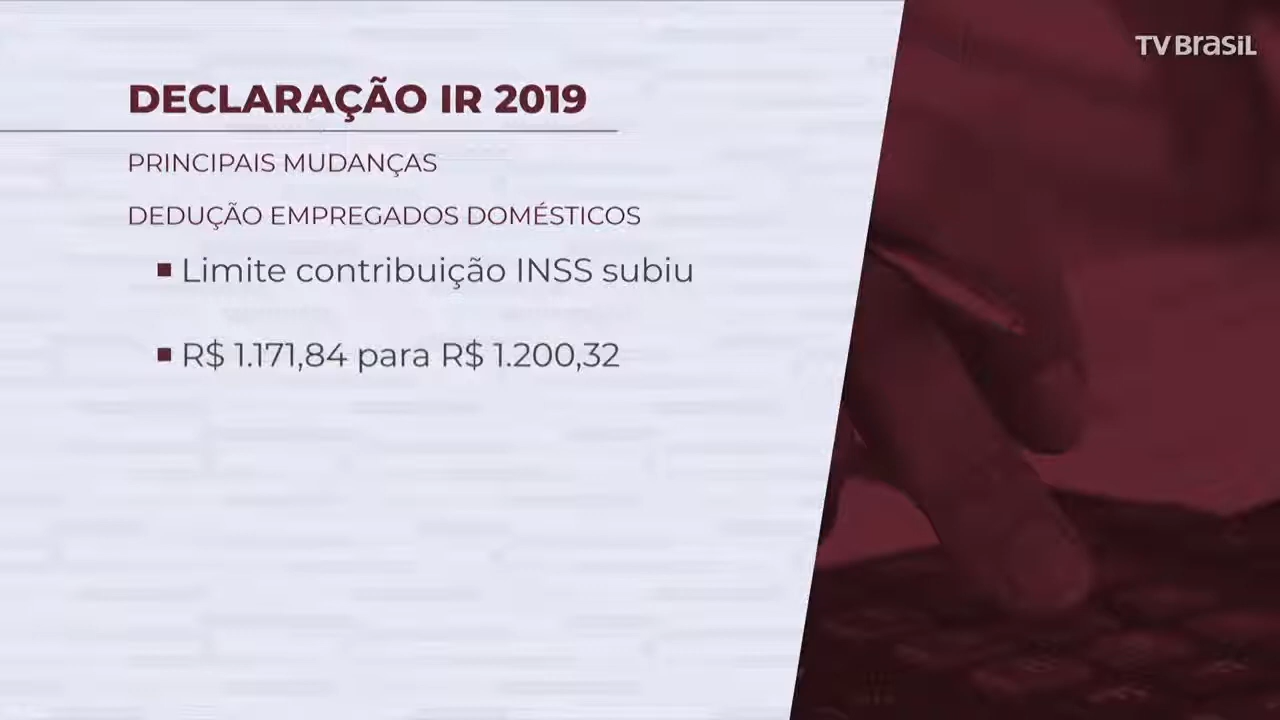 TV BRASIL
DECLARAÇÃO IR 2019
PRINCIPAIS MUDANÇAS
DEDUÇÃO EMPREGADOS DOMÉSTICOS
Limite contribuição INSS subiu
R$ 1.171,84 para R$ 1.200,32